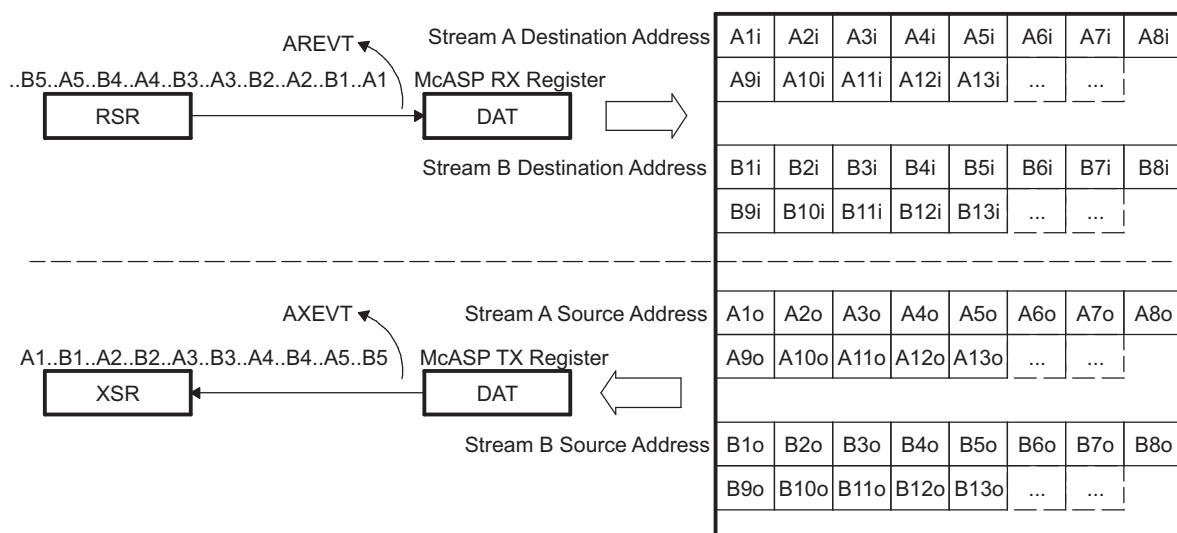 Stream A Destination Address A1i A2i A3i A4i A5i A6i A7i A8i
AREVT
..B5..A5..B4..A4..B3..A3..B2..A2..B1..A1 McASP RX Register A9i A10i A11i A12i A13i ... ...
RSR DAT
Stream B Destination Address B1i B2i B3i B4i B5i B6i B7i B8i
B9i B10i B11i B12i B13i ... ...
Stream A Source Address A1o A2o A3o A4o A5o A6o A7o A8o
AXEVT
A1..B1..A2..B2..A3..B3..A4..B4..A5..B5 McASP TX Register A9o A10o A11o A12o A13o ... ...
XSR DAT
Stream B Source Address B1o B2o B3o B4o B5o B6o B7o B8o
B9o B10o B11o B12o B13o ... ...